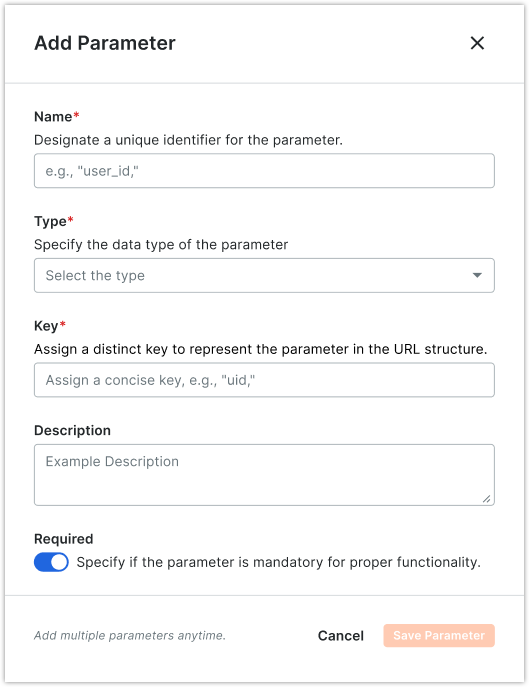 Add Parameter
Name*
Designate a unique identifier for the parameter.
e.g., "user_id,"
Type*
Specify the data type of the parameter
Select the type
Key*
Assign a distinct key to represent the parameter in the URL structure.
Assign a concise key, e.g., "uid,"
Description
Example Description
Required
Specify if the parameter is mandatory for proper functionality.
Add multiple parameters anytime.
Cancel
Save Parameter